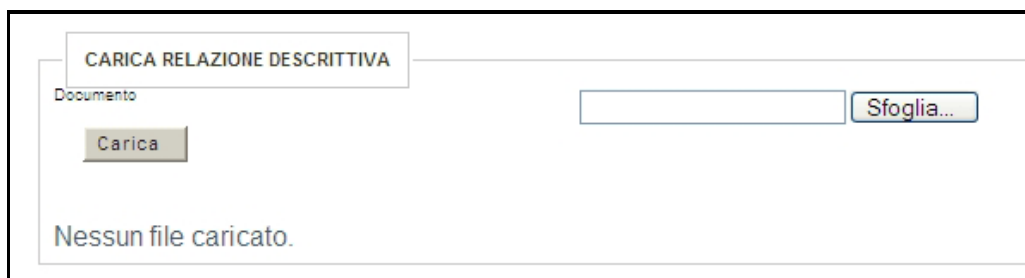 CARICA RELAZIONE DESCRITTIVA
Documento
Sfoglia...
Carica
Nessun file caricato.